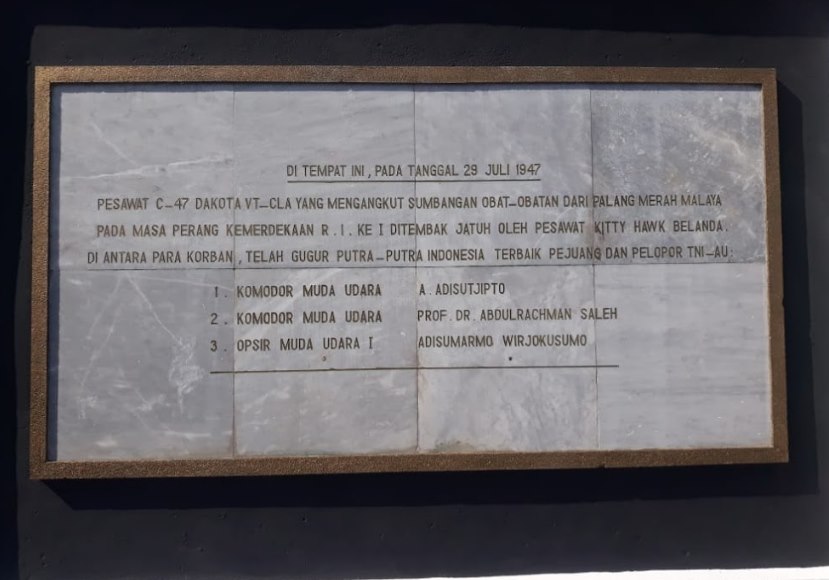 DI TEMPAT INI, PADA TANGGAL 29 JULI 1947
PESAWAT C-47 DAKOTA VT-CLA YANG MENGANGKUT SUMBANGAN OBAT-OBATAN DARI PALANG MERAH MALAYA
PADA MASA PERANG KEMERDEKAAN R.I. KE I DITEMBAK JATUH OLEH PESAWAT KITTY HAWK BELANDA.
DI ANTARA PARA KORBAN, TELAH GUGUR PUTRA-PUTRA INDONESIA TERBAIK PEJUANG DAN PELOPOR TNI-AU:
1. KOMODOR MUDA UDARA A. ADISUTJIPTO
2. KOMODOR MUDA UDARA PROF. DR. ABDULRACHMAN SALEH
3. OPSIR MUDA UDARA I ADISUMARMO WIRJOKUSUMO